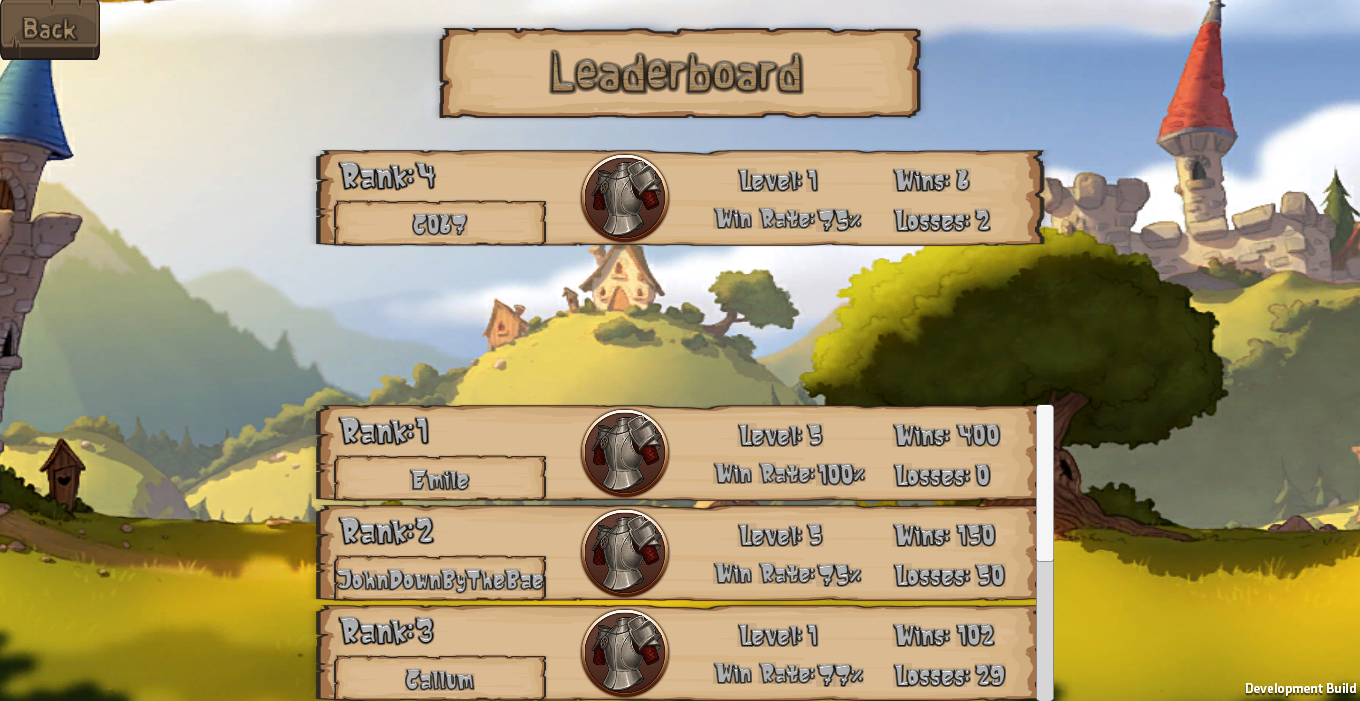 Back
Leaderboard
Rank:4 Level: 1 Wins: 6
C067 Win Rate:75% Losses: 2
Rank:1 Level: 5 Wins: 400
Emile Win Rate:100% Losses: 0
Rank:2 Level: 5 Wins: 150
JohnDownByTheBae Win Rate:75% Losses: 50
Rank:3 Level: 1 Wins: 102
Callum Win Rate:77% Losses: 29
Development Build